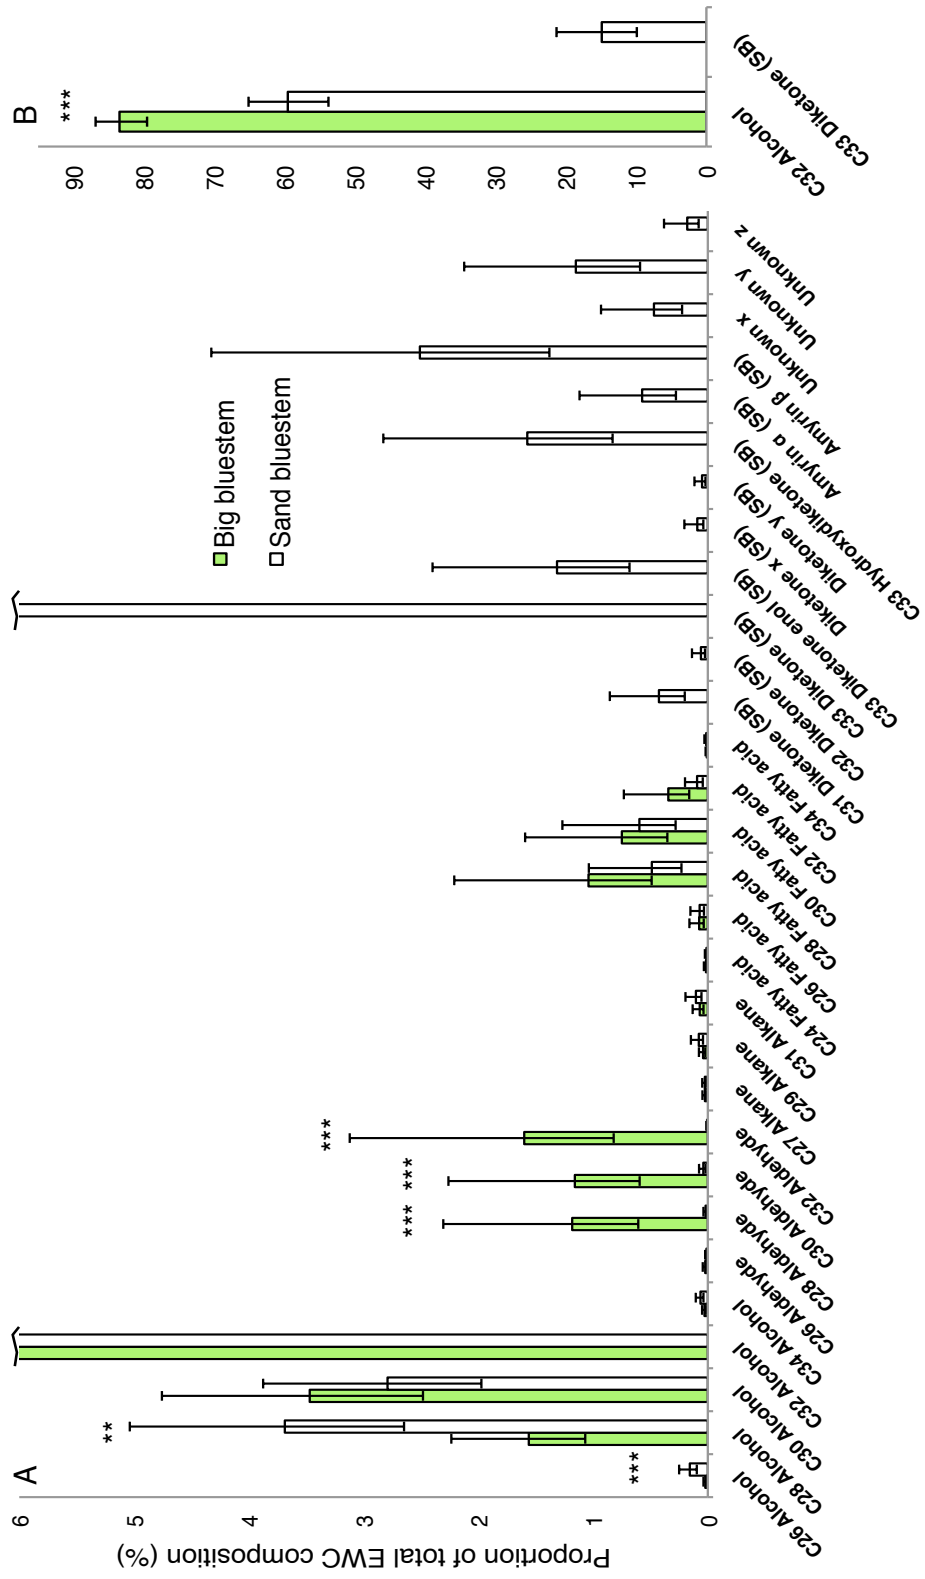 A
Proportion of total EWC composition (%)
6
5
4
3
2
1
0
**
***
***
***
***
Big bluestem
Sand bluestem
C26 Alcohol
C28 Alcohol
C30 Alcohol
C32 Alcohol
C34 Alcohol
C26 Aldehyde
C28 Aldehyde
C30 Aldehyde
C32 Aldehyde
C27 Alkane
C29 Alkane
C31 Alkane
C24 Fatty acid
C26 Fatty acid
C28 Fatty acid
C30 Fatty acid
C32 Fatty acid
C34 Fatty acid
C31 Diketone (SB)
C32 Diketone (SB)
C33 Diketone (SB)
C33 Diketone enol (SB)
Diketone x (SB)
Diketone y (SB)
C33 Hydroxydiketone (SB)
Amyrin α (SB)
Amyrin β (SB)
Unknown x
Unknown y
Unknown z
B
***
90
80
70
60
50
40
30
20
10
0
C32 Alcohol
C33 Diketone (SB)